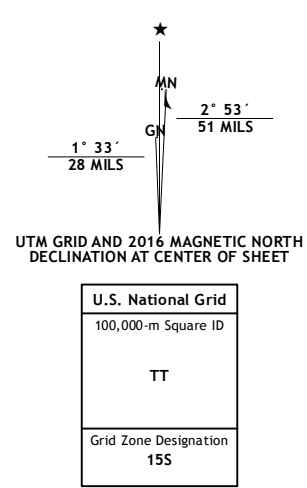 ★
MN
2° 53´
51 MILS
GN
1° 33´
28 MILS
UTM GRID AND 2016 MAGNETIC NORTH
DECLINATION AT CENTER OF SHEET
U.S. National Grid
100,000-m Square ID
TT
Grid Zone Designation
15S